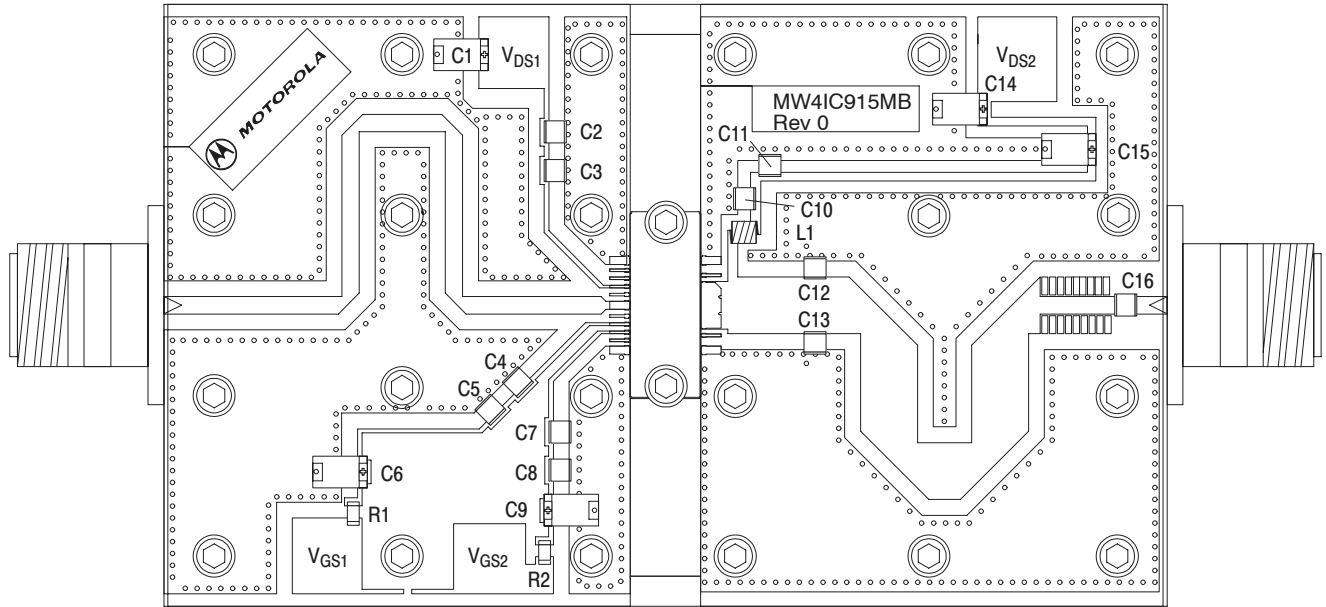 MOTOROLA
C1
VDS1
C2
C3
C4
C5
C6
R1
VGS1
C7
C8
C9
VGS2
R2
MW4IC915MB
Rev 0
VDS2
C14
C15
C11
C10
L1
C12
C13
C16